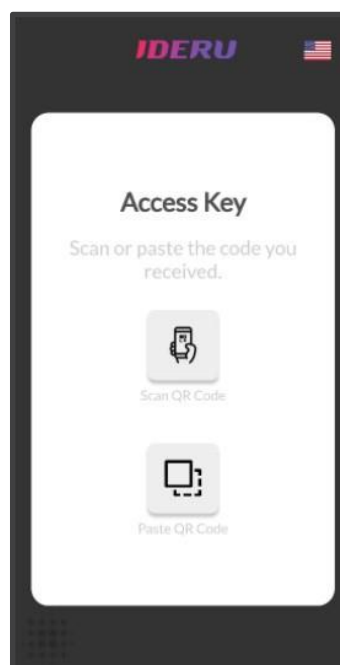 IDERU
Access Key
Scan or paste the code you
received.
Scan QR Code
Paste QR Code